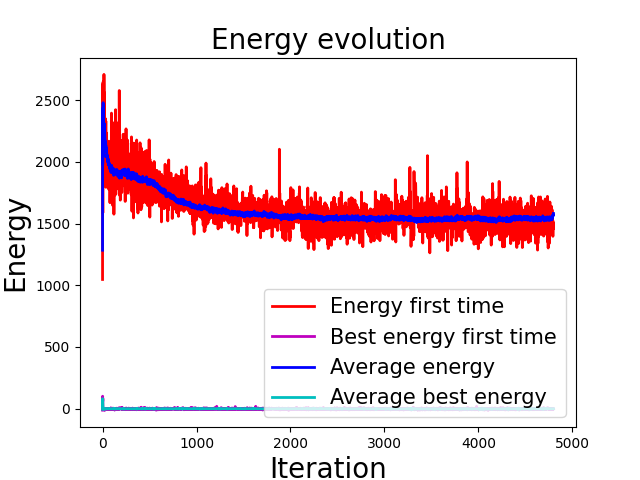 Energy evolution
Energy
2500
2000
1500
1000
500
0
Energy first time
Best energy first time
Average energy
Average best energy
0 1000 2000 3000 4000 5000
Iteration